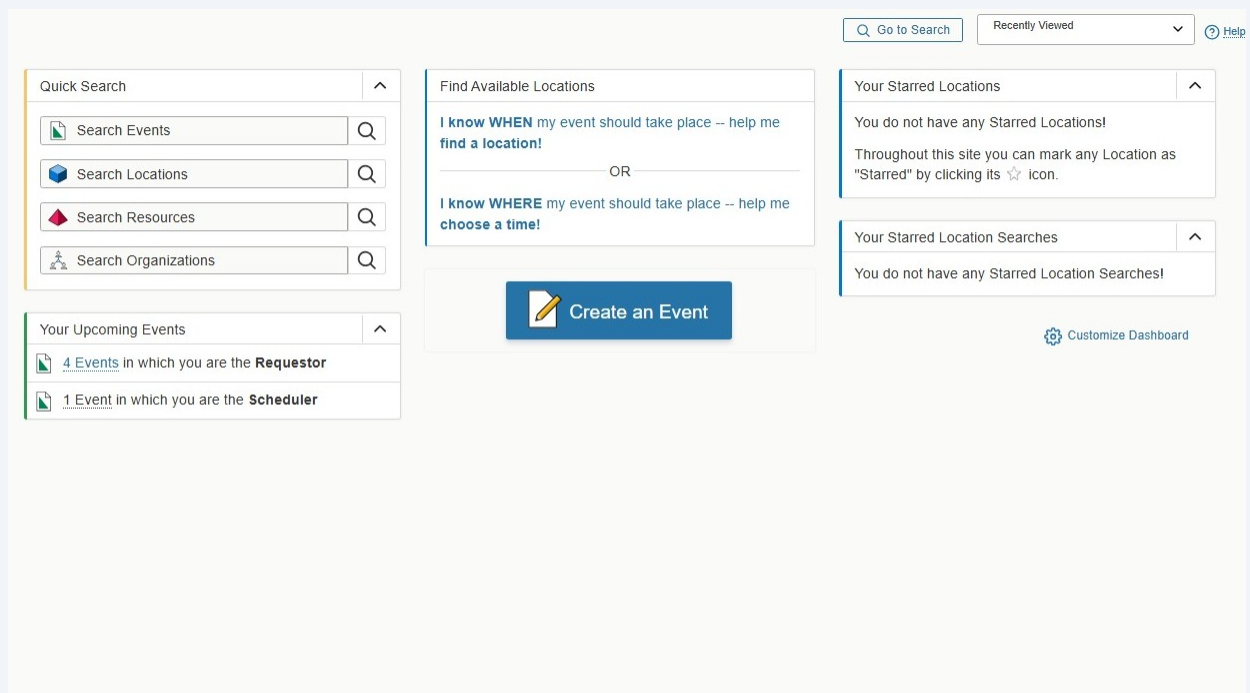 Go to Search
Recently Viewed
Help
Quick Search
Search Events
Search Locations
Search Resources
Search Organizations
Your Upcoming Events
4 Events in which you are the Requestor
1 Event in which you are the Scheduler
Find Available Locations
I know WHEN my event should take place -- help me
find a location!
OR
I know WHERE my event should take place -- help me
choose a time!
Create an Event
Your Starred Locations
You do not have any Starred Locations!
Throughout this site you can mark any Location as
"Starred" by clicking its icon.
Your Starred Location Searches
You do not have any Starred Location Searches!
Customize Dashboard